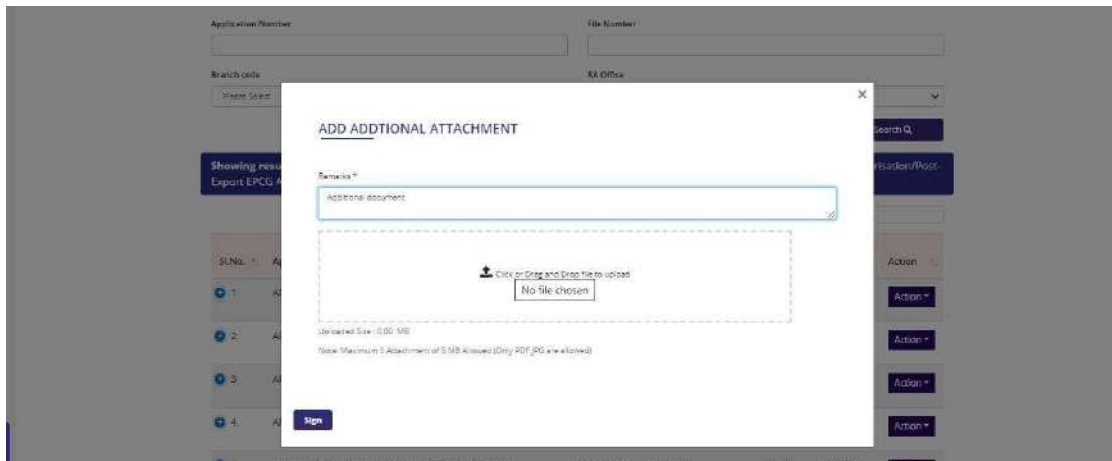 Application Number
File Number
Branch code
RA Office
Please Select
×
ADD ADDTIONAL ATTACHMENT
Search
Showing resu
risation/Post-
Export EPCG A
Remarks *
Additional document
Click or Drag and Drop file to upload
No file chosen
Sl.No.
Action
1
Action
2
Action
3
Action
4
Action
Uploaded Size : 0.00 MB
Note: Maximum 5 Attachment of 5 MB Allowed (Only PDF,JPG are allowed)
Sign